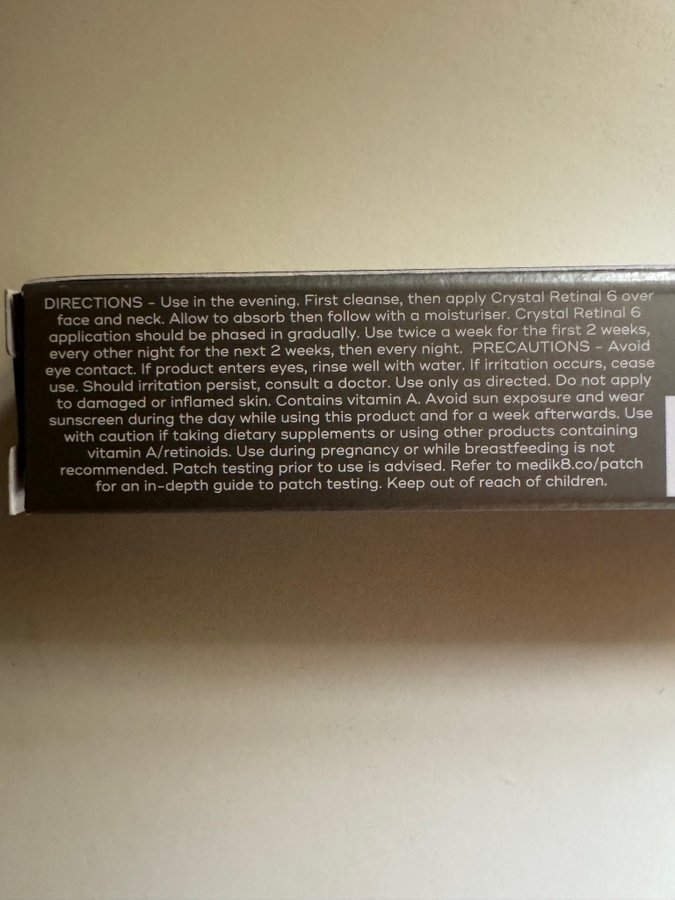 DIRECTIONS – Use in the evening. First cleanse, then apply Crystal Retinal 6 over
face and neck. Allow to absorb then follow with a moisturiser. Crystal Retinal 6
application should be phased in gradually. Use twice a week for the first 2 weeks,
every other night for the next 2 weeks, then every night. PRECAUTIONS – Avoid
eye contact. If product enters eyes, rinse well with water. If irritation occurs, cease
use. Should irritation persist, consult a doctor. Use only as directed. Do not apply
to damaged or inflamed skin. Contains vitamin A. Avoid sun exposure and wear
sunscreen during the day while using this product and for a week afterwards. Use
with caution if taking dietary supplements or using other products containing
vitamin A/retinoids. Use during pregnancy or while breastfeeding is not
recommended. Patch testing prior to use is advised. Refer to medik8.co/patch
for an in-depth guide to patch testing. Keep out of reach of children.